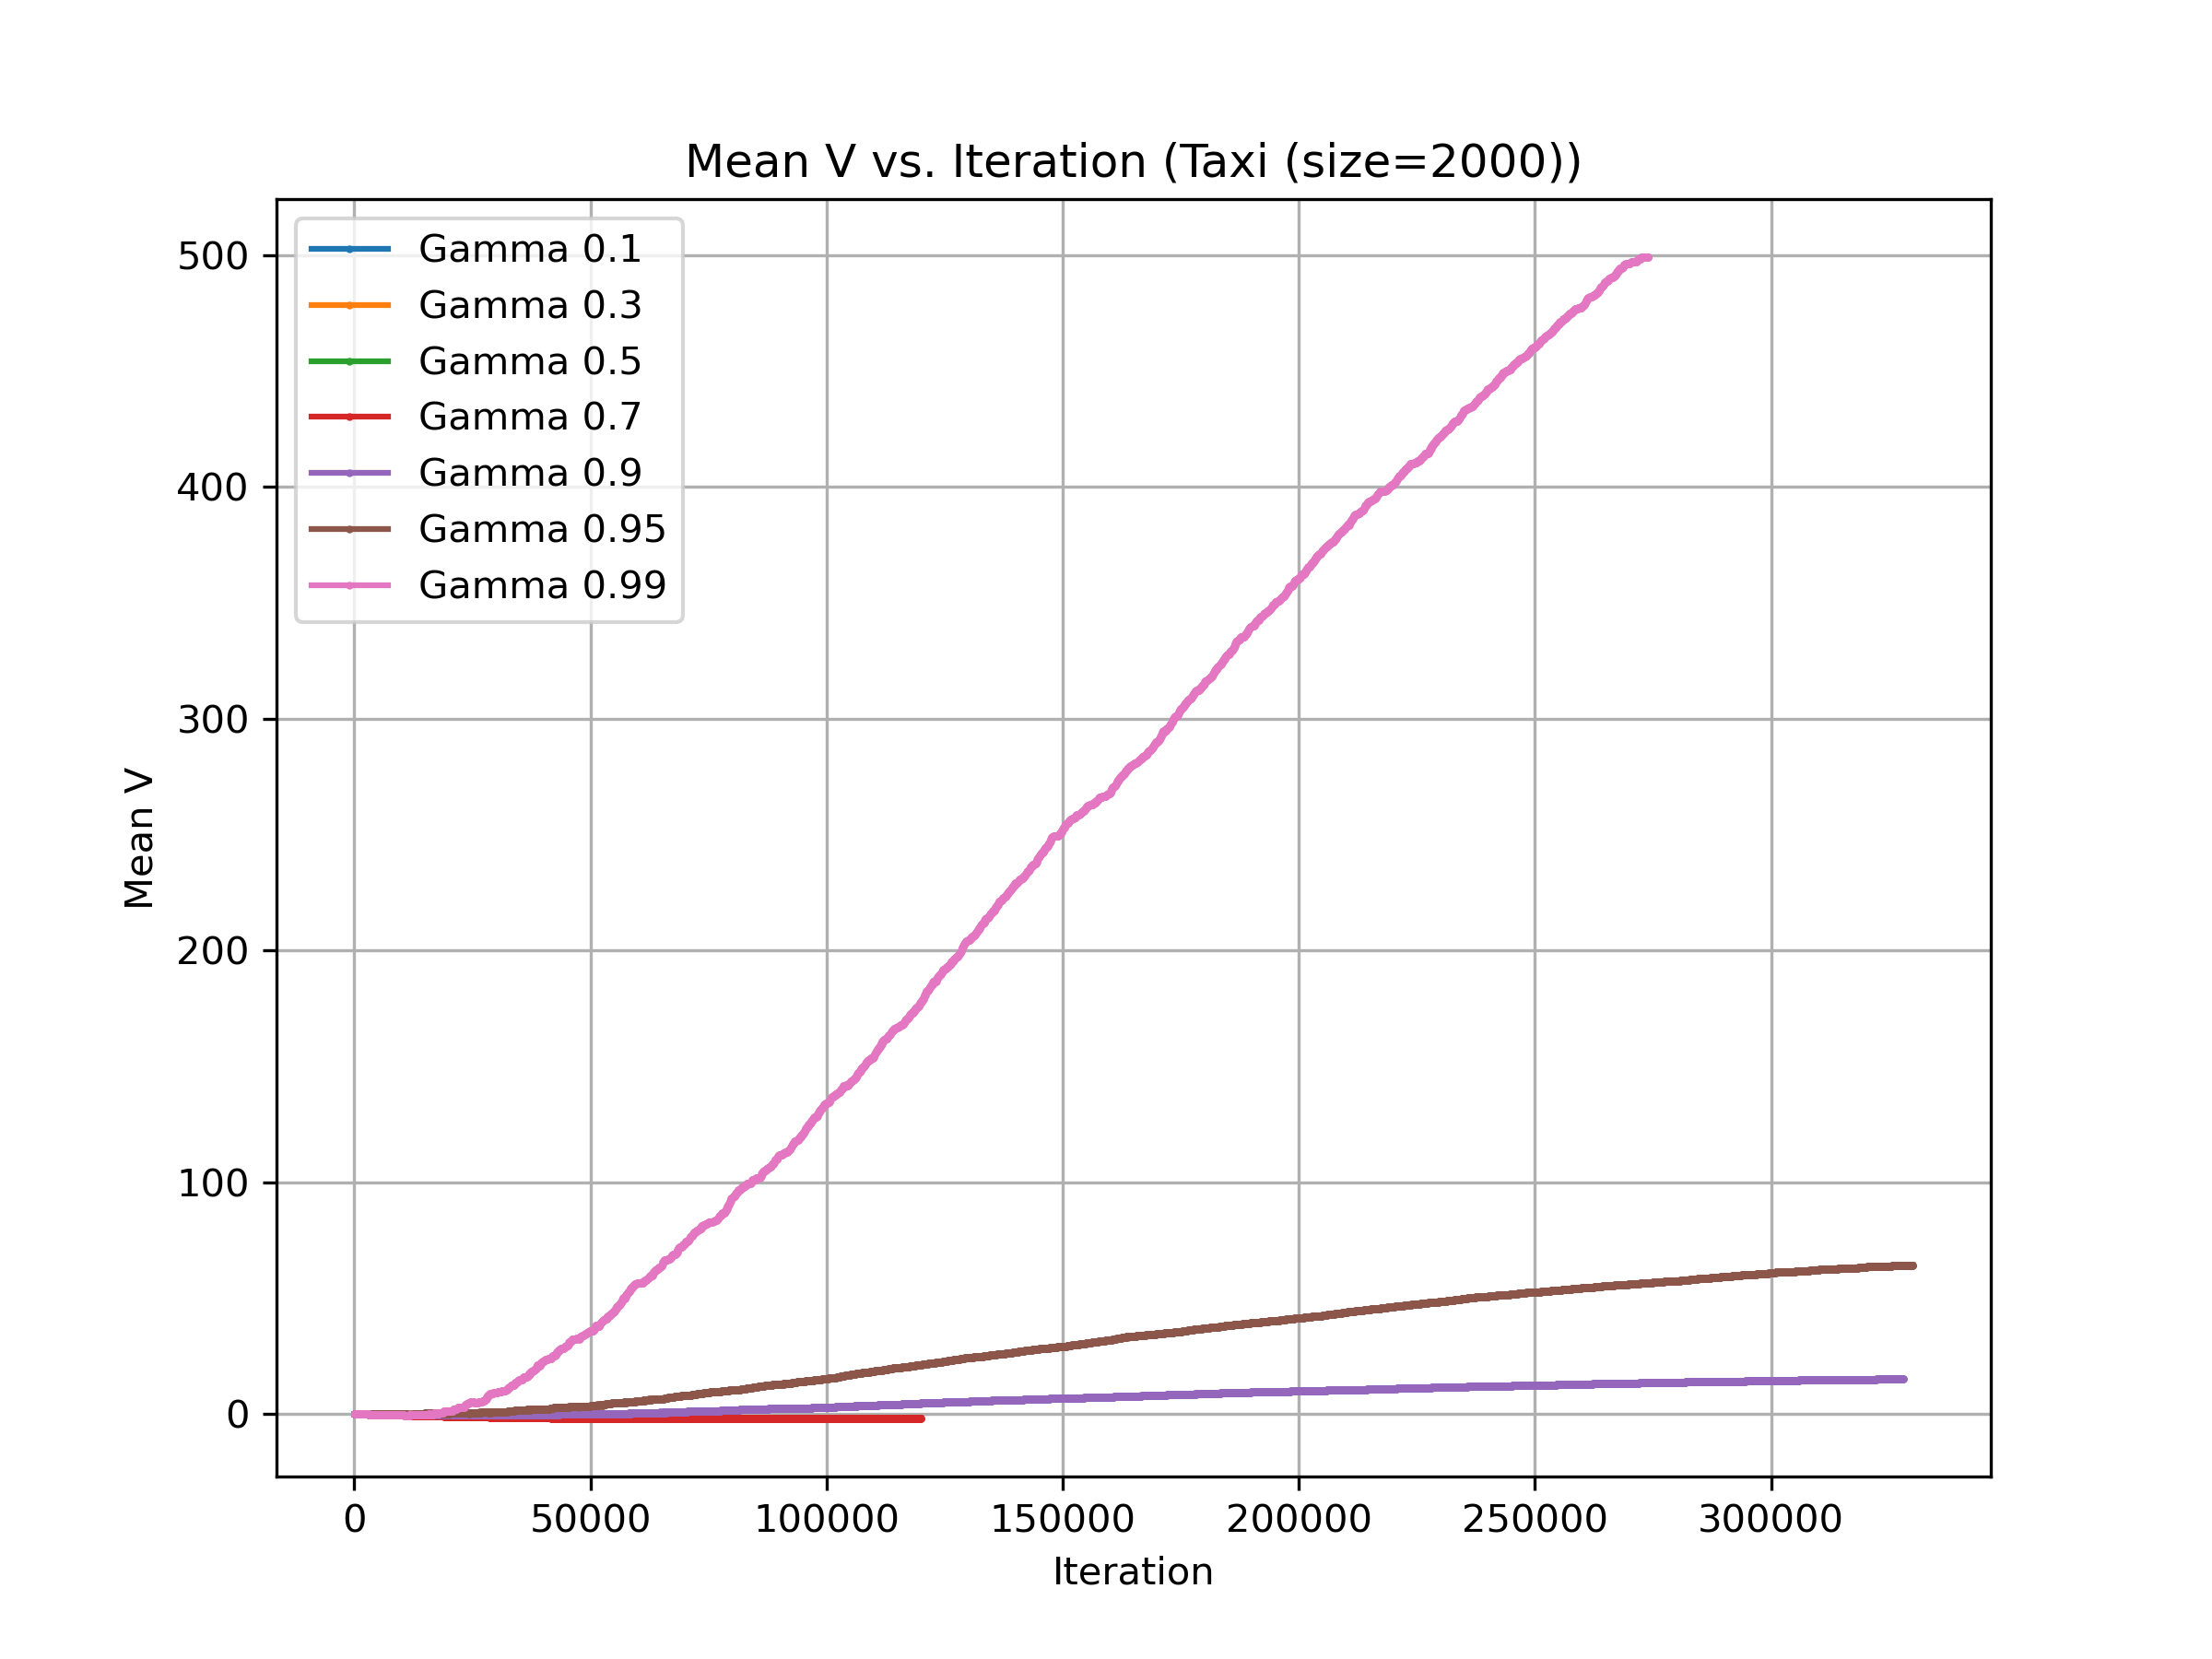 Mean V vs. Iteration (Taxi (size=2000))
Gamma 0.1
Gamma 0.3
Gamma 0.5
Gamma 0.7
Gamma 0.9
Gamma 0.95
Gamma 0.99
500
400
300
200
100
0
Mean V
0 50000 100000 150000 200000 250000 300000
Iteration